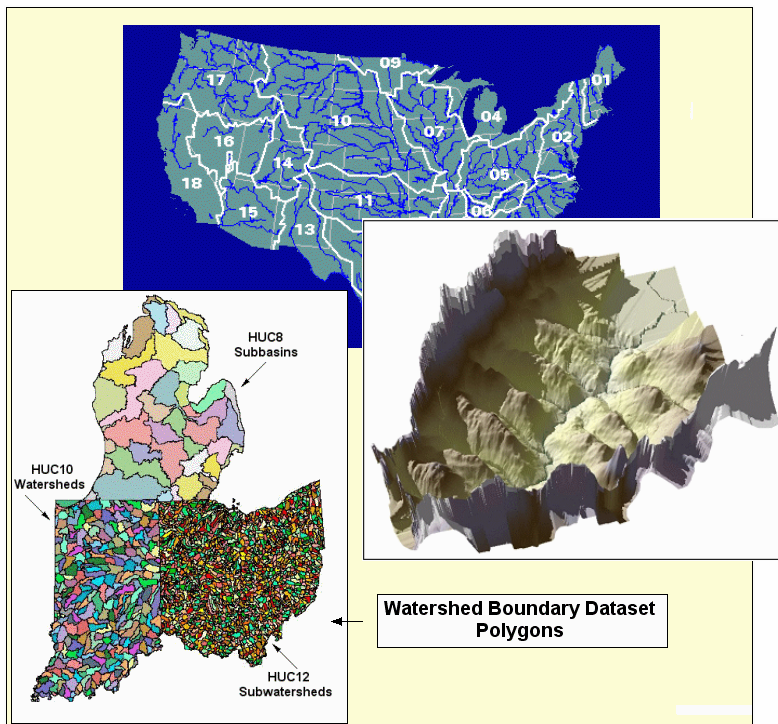 09
01
17
04
10
07
02
16
14
05
18
11
06
15
13
HUC8
Subbasins
HUC10
Watersheds
Watershed Boundary Dataset
Polygons
HUC12
Subwatersheds